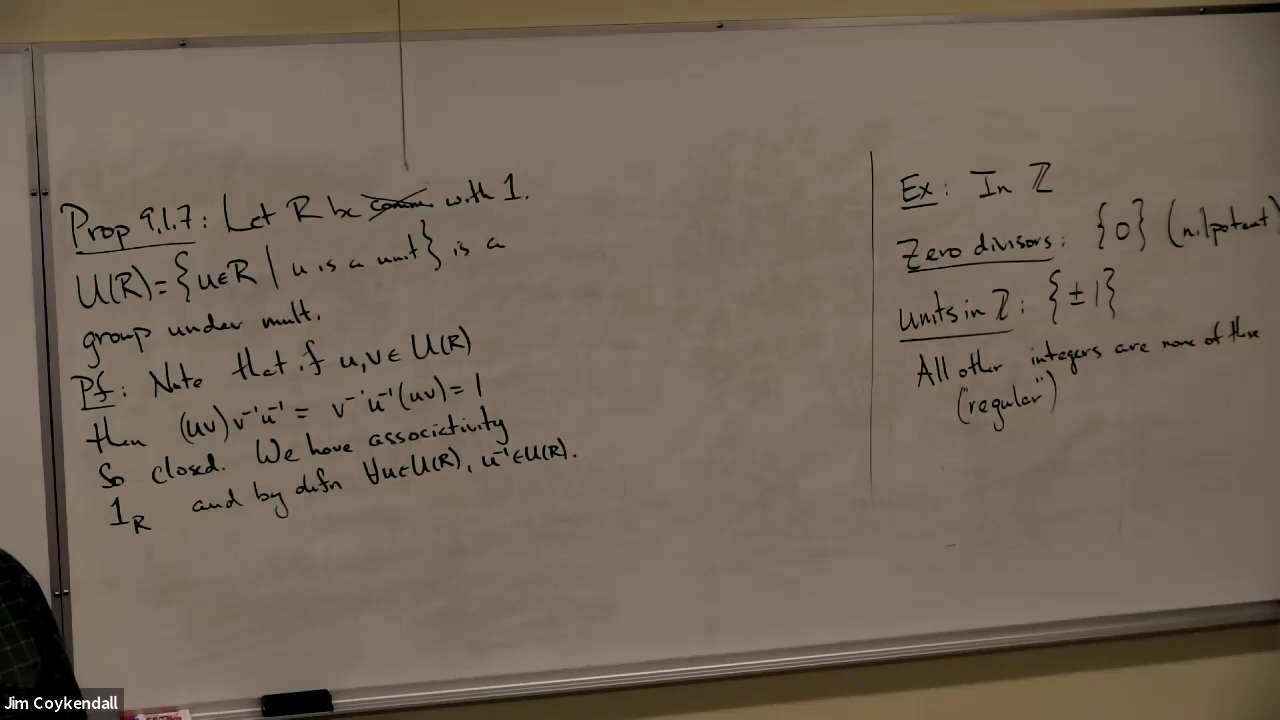 Prop 9.1.7: Let R be comm. with 1.
U(R)={u∈R | u is a unit} is a
group under mult.
Pf: Note that if u,v ∈ U(R)
then (uv)v⁻¹u⁻¹ = v⁻¹u⁻¹(uv) = 1
So closed. We have associativity
1_R and by defn ∀u∈U(R), u⁻¹∈U(R).
Ex: In ℤ
Zero divisors: {0} (nilpotent)
Units in ℤ: {±1}
All other integers are none of these
("regular")
Jim Coykendall